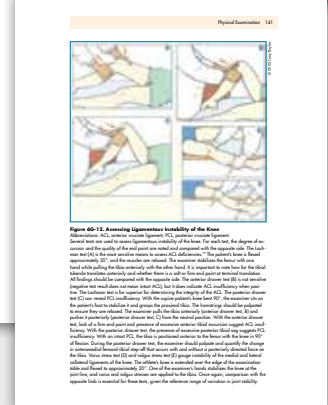 Physical Examination 141
Figure 6G-12. Assessing Ligamentous Instability of the Knee
Abbreviations: ACL, anterior cruciate ligament; PCL, posterior cruciate ligament.
Several tests are used to assess ligamentous instability of the knee. For each test, the degree of ex-
cursion and the quality of the end point are noted and compared with the opposite side. The Lach-
man test (A) is the most sensitive means to assess ACL deficiencies. The patient's knee is flexed
approximately 20°, and the muscles are relaxed. The examiner stabilizes the femur with one
hand while pulling the tibia anteriorly with the other hand. It is important to note how far the tibial
tubercle translates anteriorly and whether there is a soft or firm end point at terminal translation.
All findings should be compared with the opposite side. The anterior drawer test (B) is not sensitive
(negative test result does not mean intact ACL), but it does indicate ACL insufficiency when posi-
tive. The Lachman test is far superior for determining the integrity of the ACL. The posterior drawer
test (C) can reveal PCL insufficiency. With the supine patient's knee bent 90°, the examiner sits on
the patient's foot to stabilize it and grasps the proximal tibia. The hamstrings should be palpated
to ensure they are relaxed. The examiner pulls the tibia anteriorly (anterior drawer test, B) and
pushes it posteriorly (posterior drawer test, C) from the neutral position. With the anterior drawer
test, lack of a firm end point and presence of excessive anterior tibial excursion suggest ACL insuf-
ficiency. With the posterior drawer test, the presence of excessive posterior tibial sag suggests PCL
insufficiency. With an intact PCL, the tibia is positioned anterior to the femur with the knee in 90°
of flexion. During the posterior drawer test, the examiner should palpate and quantify the change
in anteromedial femoral-tibial step-off that occurs with and without a posteriorly directed force on
the tibia. Varus stress test (D) and valgus stress test (E) gauge instability of the medial and lateral
collateral ligaments of the knee. The athlete's knee is extended over the edge of the examination
table and flexed to approximately 20°. One of the examiner's hands stabilizes the knee at the
joint line, and varus and valgus stresses are applied to the tibia. Once again, comparison with the
opposite limb is essential for these tests, given the reference range of variation in joint stability.